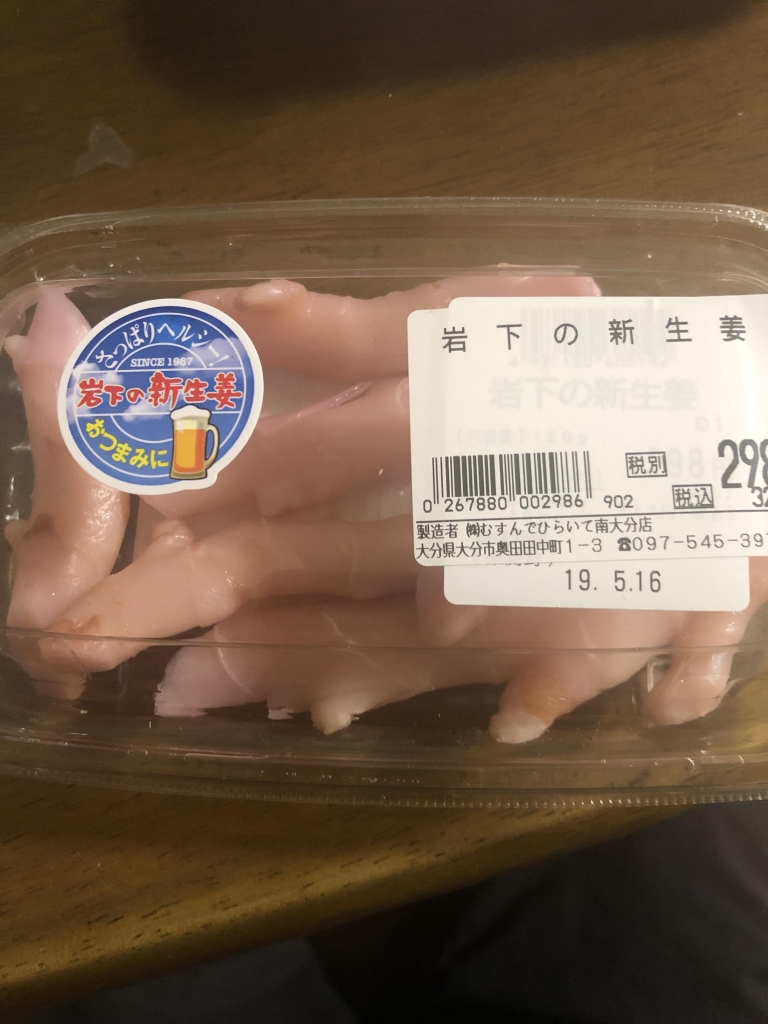 さっぱりヘルシー!
SINCE 1987
岩下の新生姜
おつまみに
岩下の新生姜
岩下の新生姜
税別 298
0 267880 002986 902
税込 32
製造者 ㈱むすんでひらいて南大分店
大分県大分市奥田田中町1-3 ☎097-545-397
19. 5.16